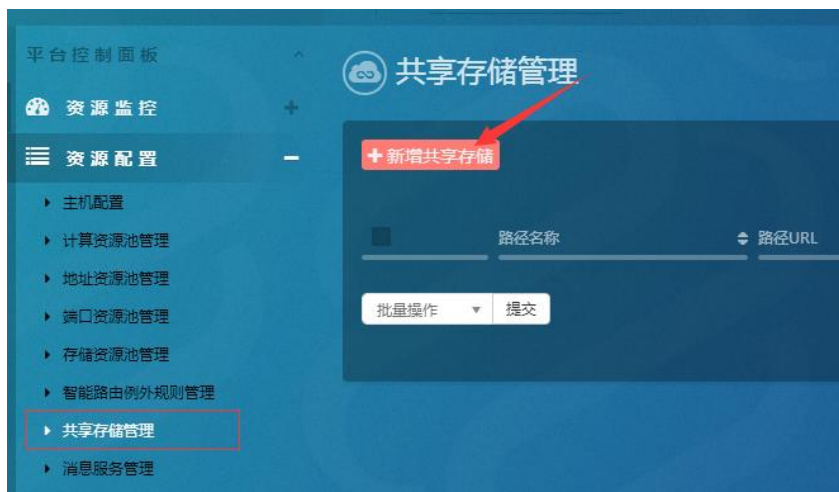 平台控制面板
资源监控
资源配置
主机配置
计算资源池管理
地址资源池管理
端口资源池管理
存储资源池管理
智能路由例外规则管理
共享存储管理
消息服务管理
共享存储管理
+新增共享存储
路径名称 路径URL
批量操作 提交